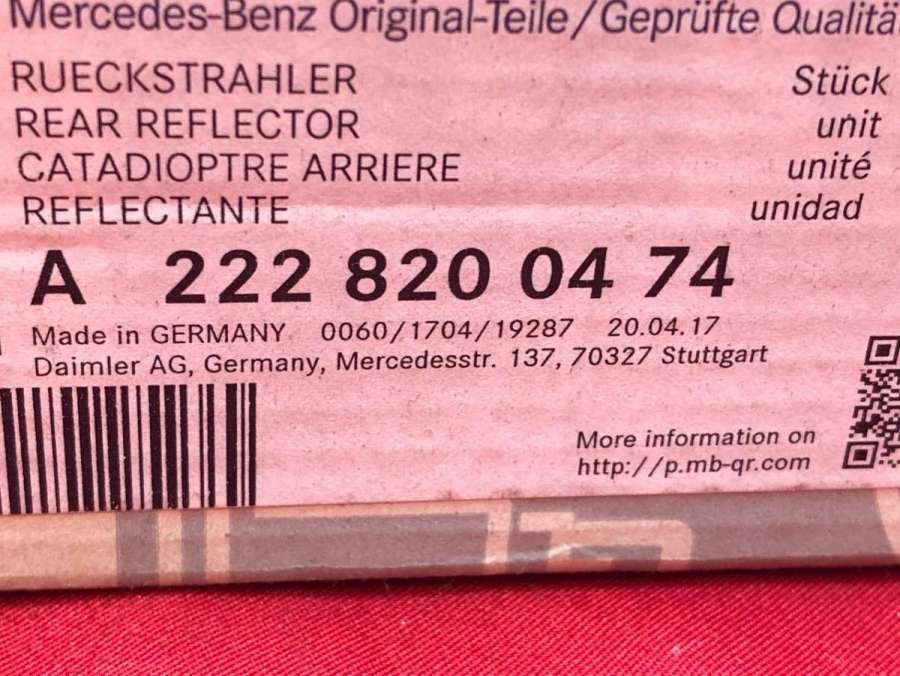 Mercedes-Benz Original-Teile/Geprüfte Qualitä
RUECKSTRAHLER Stück
REAR REFLECTOR unit
CATADIOPTRE ARRIERE unité
REFLECTANTE unidad
A 222 820 04 74
Made in GERMANY 0060/1704/19287 20.04.17
Daimler AG, Germany, Mercedesstr. 137, 70327 Stuttgart
More information on
http://p.mb-qr.com